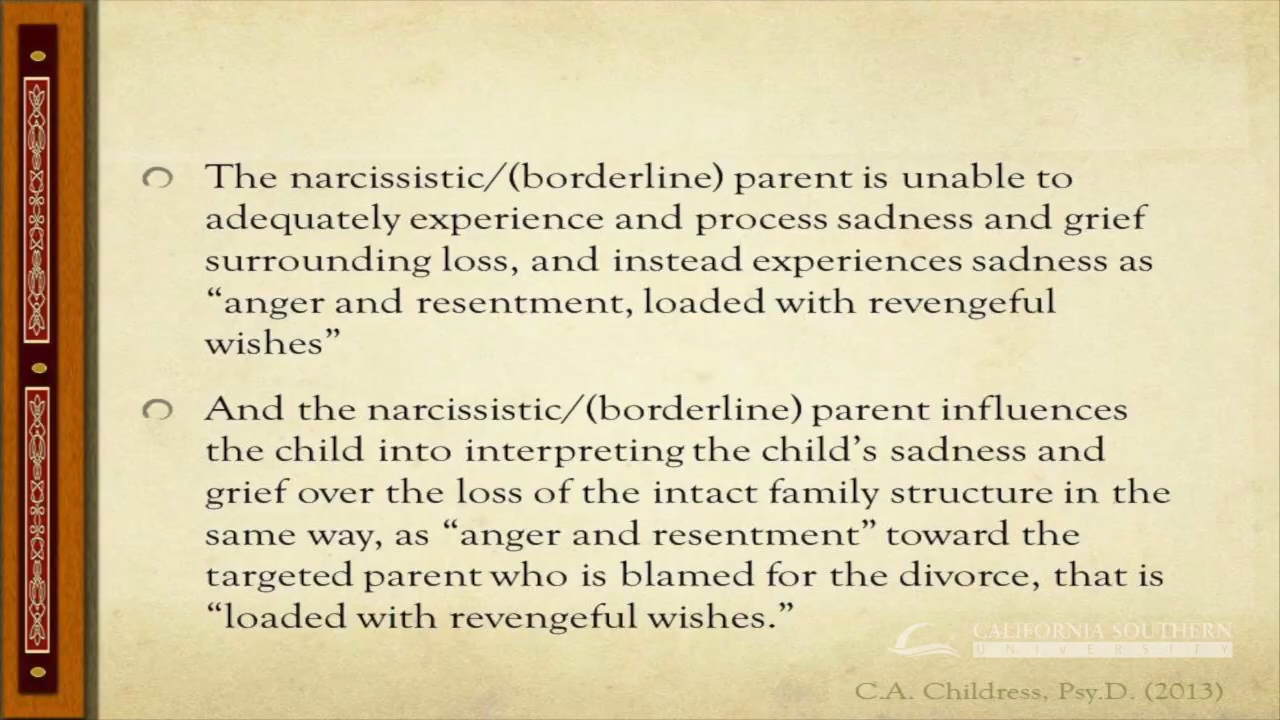 The narcissistic/(borderline) parent is unable to
adequately experience and process sadness and grief
surrounding loss, and instead experiences sadness as
“anger and resentment, loaded with revengeful
wishes”
And the narcissistic/(borderline) parent influences
the child into interpreting the child’s sadness and
grief over the loss of the intact family structure in the
same way, as “anger and resentment” toward the
targeted parent who is blamed for the divorce, that is
“loaded with revengeful wishes.”
CALIFORNIA SOUTHERN
UNIVERSITY
C.A. Childress, Psy.D. (2013)